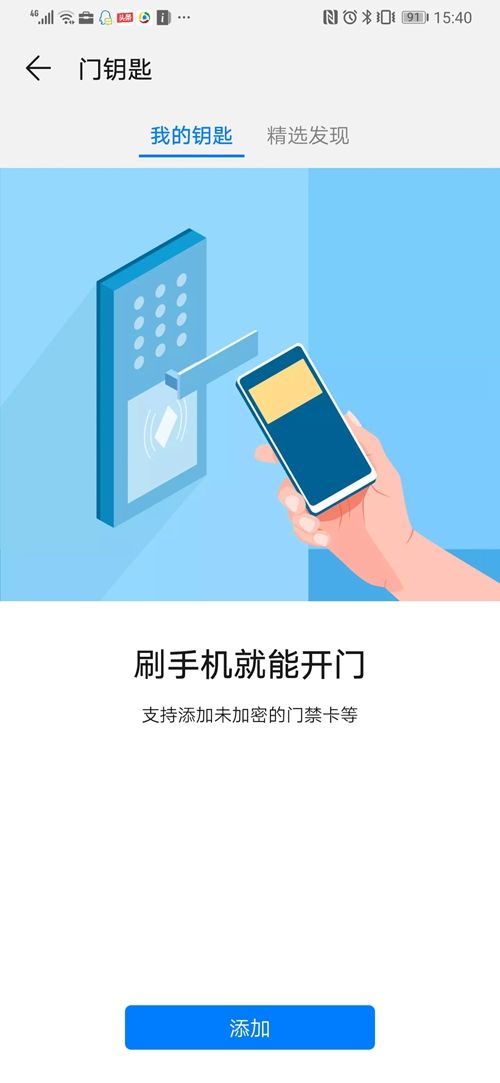 4G 头条 91 15:40
门钥匙
我的钥匙 精选发现
刷手机就能开门
支持添加未加密的门禁卡等
添加